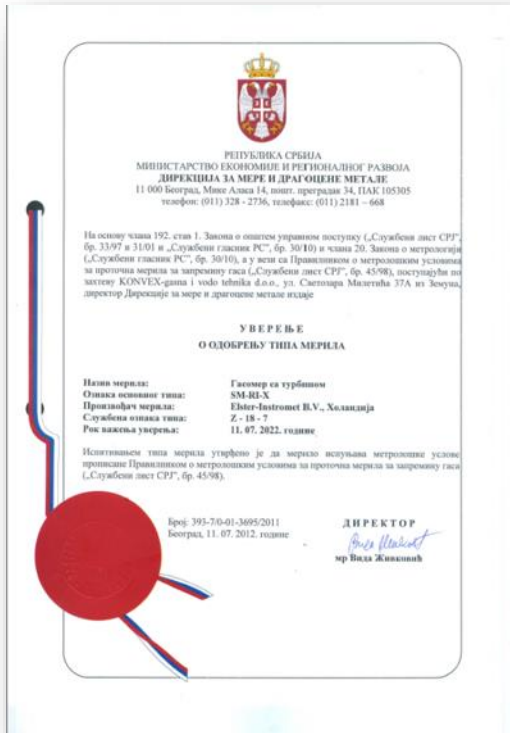 РЕПУБЛИКА СРБИЈА
МИНИСТАРСТВО ЕКОНОМИЈЕ И РЕГИОНАЛНОГ РАЗВОЈА
ДИРЕКЦИЈА ЗА МЕРЕ И ДРАГОЦЕНЕ МЕТАЛЕ
11 000 Београд, Мике Аласа 14, пошт. преградак 34, ПАК 105305
телефон: (011) 328 - 2736, телефакс: (011) 2181 – 668
На основу члана 192. став 1. Закона о општем управном поступку („Службени лист СРЈ“,
бр. 33/97 и 31/01 и „Службени гласник РС“, бр. 30/10) и члана 20. Закона о метрологији
(„Службени гласник РС“, бр. 30/10), а у вези са Правилником о метролошким условима
за проточна мерила за запремину гаса („Службени лист СРЈ“, бр. 45/98), поступајући по
захтеву KONVEX-gasna i vodo tehnika d.o.o., ул. Светозара Милетића 37А из Земуна,
директор Дирекције за мере и драгоцене метале издаје
УВЕРЕЊЕ
О ОДОБРЕЊУ ТИПА МЕРИЛА
Назив мерила: Гасомер са турбином
Ознака основног типа: SM-RI-X
Произвођач мерила: Elster-Instromet B.V., Холандија
Службена ознака типа: Z - 18 - 7
Рок важења уверења: 11. 07. 2022. године
Испитивањем типа мерила утврђено је да мерило испуњава метролошке услове
прописане Правилником о метролошким условима за проточна мерила за запремину гаса
(„Службени лист СРЈ“, бр. 45/98).
Број: 393-7/0-01-3695/2011
Београд, 11. 07. 2012. године
ДИРЕКТОР
мр Вида Живковић